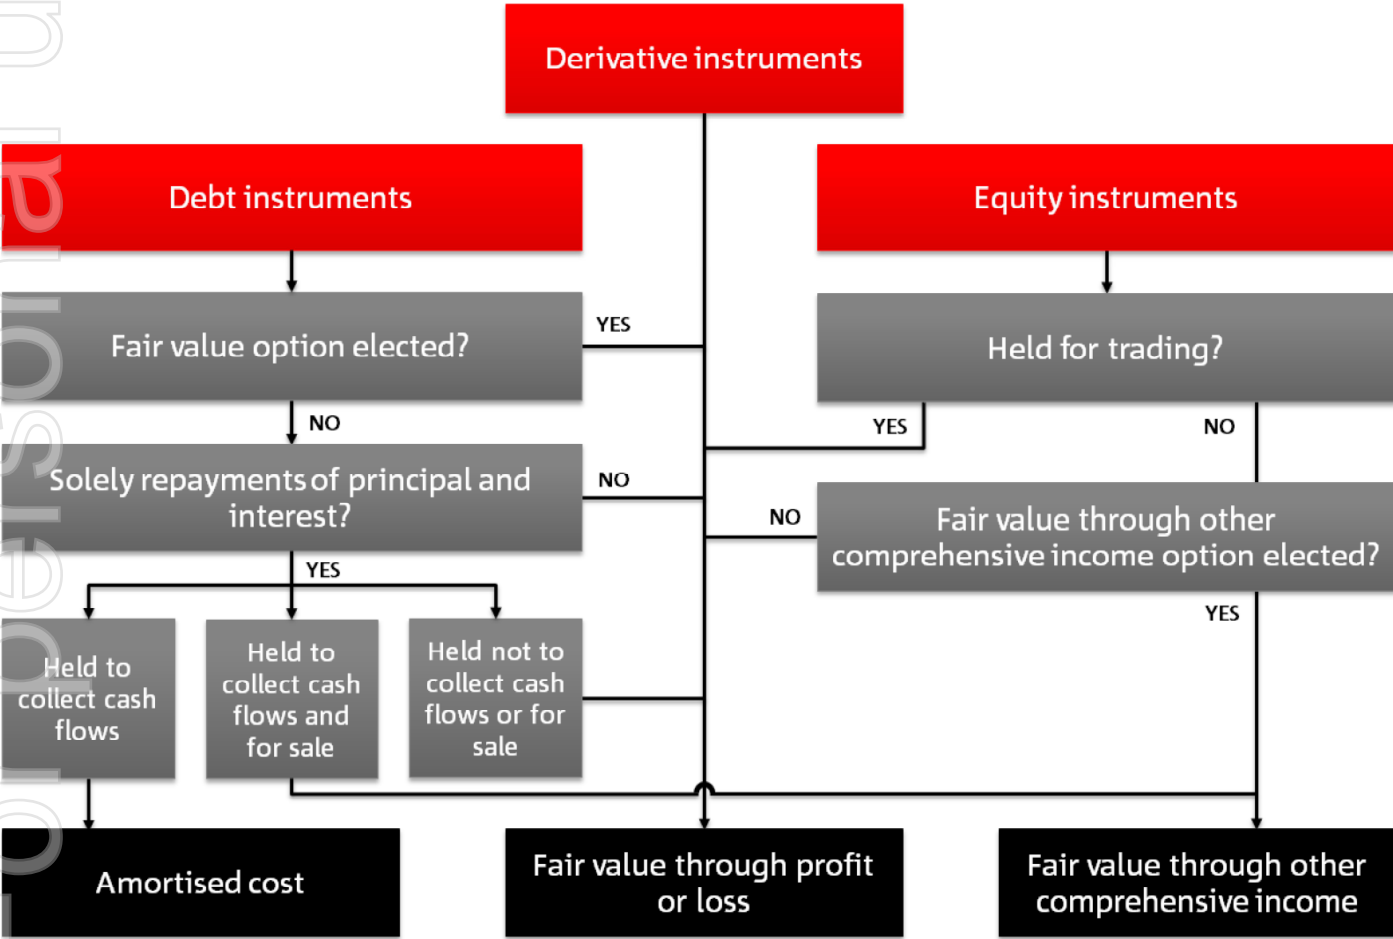 Derivative instruments
Debt instruments
Equity instruments
Fair value option elected?
YES
Held for trading?
NO
YES
NO
Solely repayments of principal and
interest?
NO
NO
Fair value through other
comprehensive income option elected?
YES
YES
Held to
collect cash
flows
Held to
collect cash
flows and
for sale
Held not to
collect cash
flows or for
sale
Amortised cost
Fair value through profit
or loss
Fair value through other
comprehensive income
or personal u